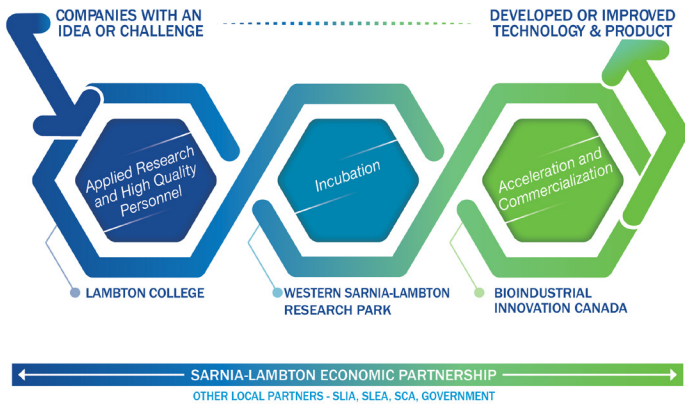 COMPANIES WITH AN
IDEA OR CHALLENGE
DEVELOPED OR IMPROVED
TECHNOLOGY & PRODUCT
Applied Research
and High Quality
Personnel
Incubation
Acceleration and
Commercialization
LAMBTON COLLEGE
WESTERN SARNIA-LAMBTON
RESEARCH PARK
BIOINDUSTRIAL
INNOVATION CANADA
SARNIA-LAMBTON ECONOMIC PARTNERSHIP
OTHER LOCAL PARTNERS - SLIA, SLEA, SCA, GOVERNMENT